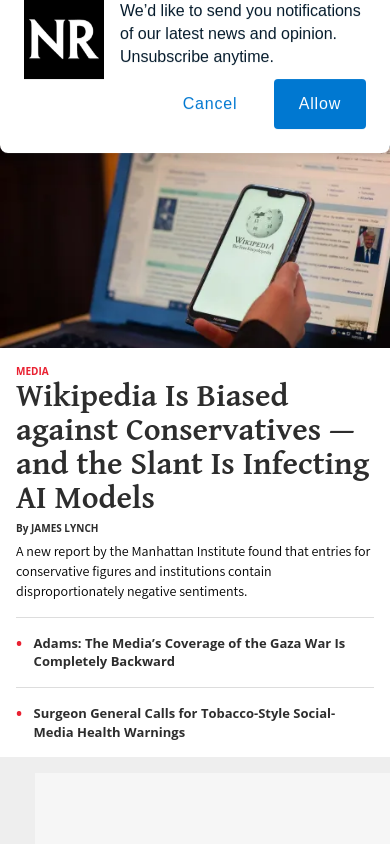 NR
We'd like to send you notifications
of our latest news and opinion.
Unsubscribe anytime.
Cancel
Allow
WIKIPEDIA
The Free Encyclopedia
MEDIA
Wikipedia Is Biased
against Conservatives —
and the Slant Is Infecting
AI Models
By JAMES LYNCH
A new report by the Manhattan Institute found that entries for
conservative figures and institutions contain
disproportionately negative sentiments.
• Adams: The Media’s Coverage of the Gaza War Is
Completely Backward
• Surgeon General Calls for Tobacco-Style Social-
Media Health Warnings